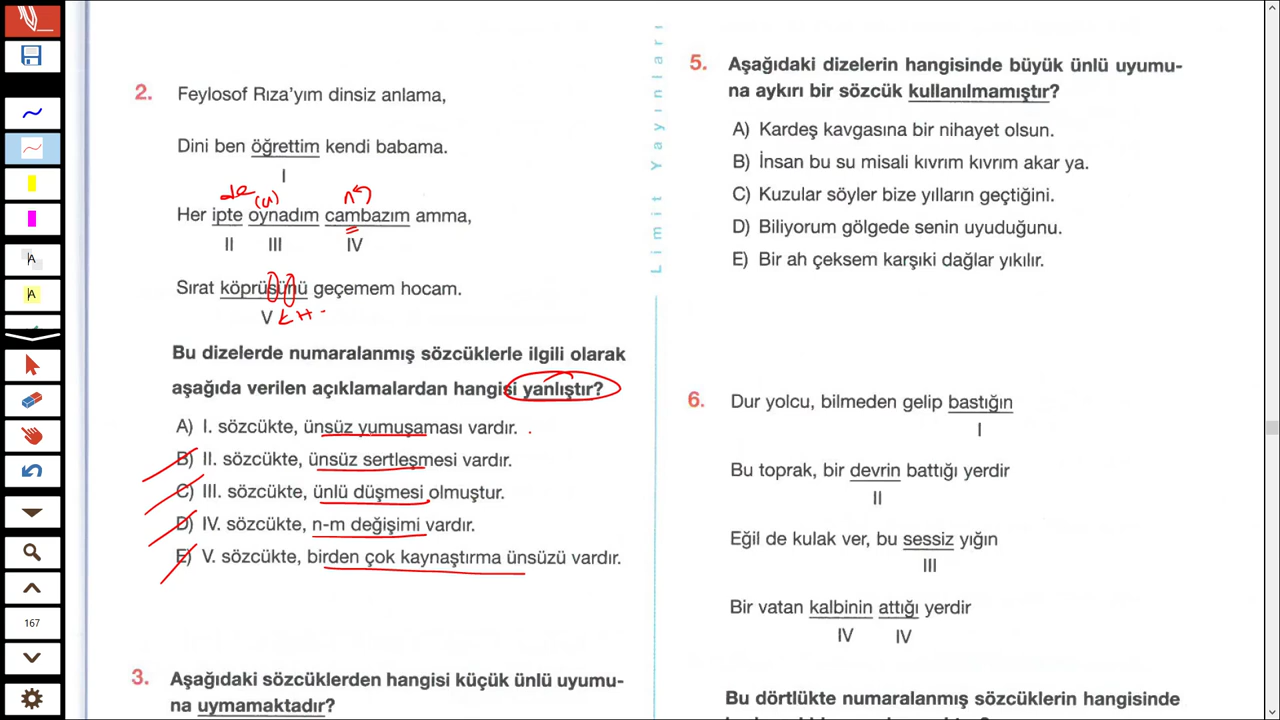 2. Feylosof Rıza'yım dinsiz anlama,
Dini ben öğrettim kendi babama.
I
de (u) n
Her ipte oynadım cambazım amma,
II III IV
Sırat köprüsünü geçemem hocam.
V
Bu dizelerde numaralanmış sözcüklerle ilgili olarak
aşağıda verilen açıklamalardan hangisi yanlıştır?
A) I. sözcükte, ünsüz yumuşaması vardır.
B) II. sözcükte, ünsüz sertleşmesi vardır.
C) III. sözcükte, ünlü düşmesi olmuştur.
D) IV. sözcükte, n-m değişimi vardır.
E) V. sözcükte, birden çok kaynaştırma ünsüzü vardır.
3. Aşağıdaki sözcüklerden hangisi küçük ünlü uyumu-
na uymamaktadır?
Limit Yayınları
5. Aşağıdaki dizelerin hangisinde büyük ünlü uyumu-
na aykırı bir sözcük kullanılmamıştır?
A) Kardeş kavgasına bir nihayet olsun.
B) İnsan bu su misali kıvrım kıvrım akar ya.
C) Kuzular söyler bize yılların geçtiğini.
D) Biliyorum gölgede senin uyuduğunu.
E) Bir ah çeksem karşıki dağlar yıkılır.
6. Dur yolcu, bilmeden gelip bastığın
I
Bu toprak, bir devrin battığı yerdir
II
Eğil de kulak ver, bu sessiz yığın
III
Bir vatan kalbinin attığı yerdir
IV IV
Bu dörtlükte numaralanmış sözcüklerin hangisinde
A
A
167